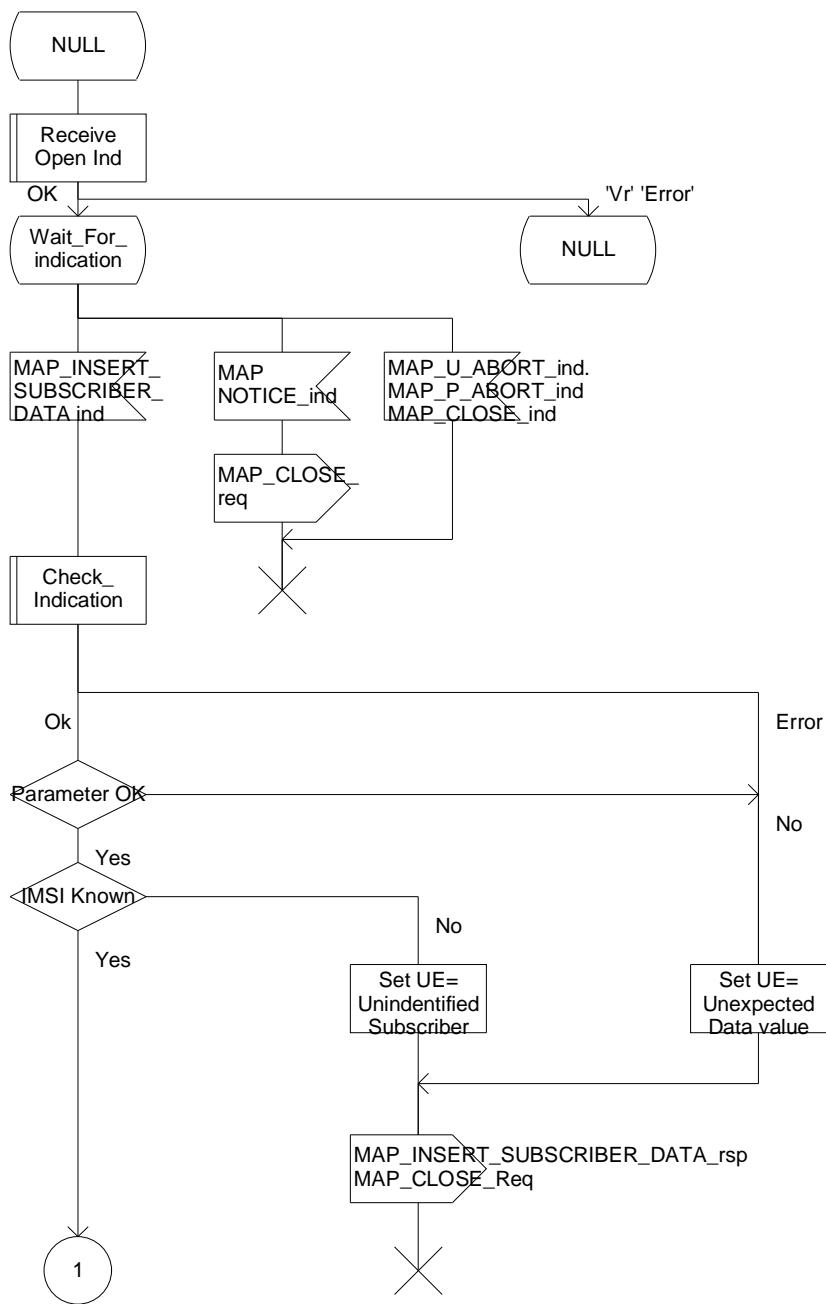 NULL
Receive
Open Ind
OK
'Vr' 'Error'
Wait_For_
indication
NULL
MAP_INSERT_
SUBSCRIBER_
DATA ind
MAP
NOTICE_ind
MAP_U_ABORT_ind.
MAP_P_ABORT_ind
MAP_CLOSE_ind
MAP_CLOSE_
req
Check_
Indication
Ok
Error
Parameter OK
No
Yes
IMSI Known
No
Yes
Set UE=
Unindentified
Subscriber
Set UE=
Unexpected
Data value
MAP_INSERT_SUBSCRIBER_DATA_rsp
MAP_CLOSE_Req
1